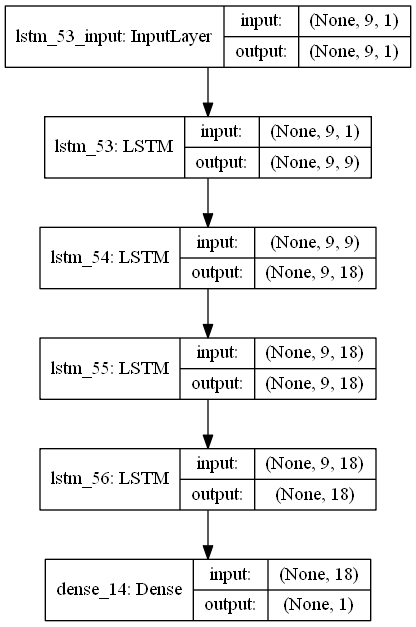 lstm_53_input: InputLayer
input: (None, 9, 1)
output: (None, 9, 1)
lstm_53: LSTM
input: (None, 9, 1)
output: (None, 9, 9)
lstm_54: LSTM
input: (None, 9, 9)
output: (None, 9, 18)
lstm_55: LSTM
input: (None, 9, 18)
output: (None, 9, 18)
lstm_56: LSTM
input: (None, 9, 18)
output: (None, 18)
dense_14: Dense
input: (None, 18)
output: (None, 1)